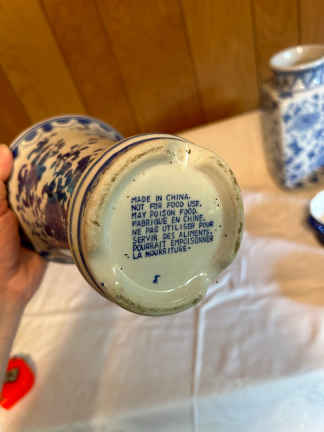 MADE IN CHINA.
NOT FOR FOOD USE.
MAY POISON FOOD.
FABRIQUE EN CHINE.
NE PAS UTILISER POUR
SERVIR DES ALIMENTS.
POURRAIT EMPOISONNER
LA NOURRITURE.